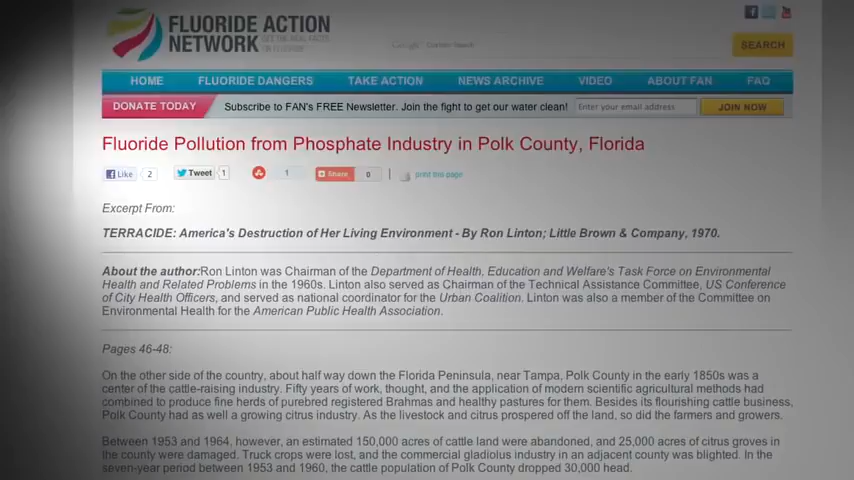 FLUORIDE ACTION
NETWORK
SEARCH
HOME FLUORIDE DANGERS TAKE ACTION NEWS ARCHIVE VIDEO ABOUT FAN FAQ
DONATE TODAY Subscribe to FAN's FREE Newsletter. Join the fight to get our water clean! Enter your email address JOIN NOW
Fluoride Pollution from Phosphate Industry in Polk County, Florida
Like 2 Tweet 1 1 Share 0 print this page
Excerpt From:
TERRACIDE: America's Destruction of Her Living Environment - By Ron Linton; Little Brown & Company, 1970.
About the author:Ron Linton was Chairman of the Department of Health, Education and Welfare's Task Force on Environmental
Health and Related Problems in the 1960s. Linton also served as Chairman of the Technical Assistance Committee, US Conference
of City Health Officers, and served as national coordinator for the Urban Coalition. Linton was also a member of the Committee on
Environmental Health for the American Public Health Association.
Pages 46-48:
On the other side of the country, about half way down the Florida Peninsula, near Tampa, Polk County in the early 1850s was a
center of the cattle-raising industry. Fifty years of work, thought, and the application of modern scientific agricultural methods had
combined to produce fine herds of purebred registered Brahmas and healthy pastures for them. Besides its flourishing cattle business,
Polk County had as well a growing citrus industry. As the livestock and citrus prospered off the land, so did the farmers and growers.
Between 1953 and 1964, however, an estimated 150,000 acres of cattle land were abandoned, and 25,000 acres of citrus groves in
the county were damaged. Truck crops were lost, and the commercial gladiolus industry in an adjacent county was blighted. In the
seven-year period between 1953 and 1960, the cattle population of Polk County dropped 30,000 head.